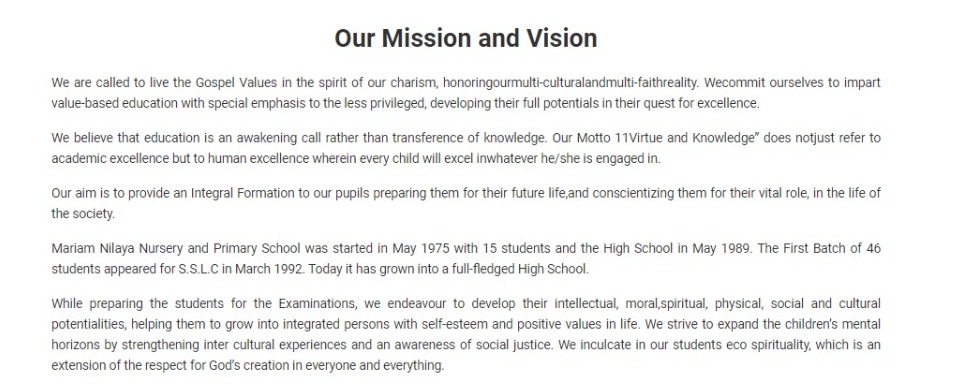 Our Mission and Vision
We are called to live the Gospel Values in the spirit of our charism, honoringourmulti-culturalandmulti-faithreality. Wecommit ourselves to impart
value-based education with special emphasis to the less privileged, developing their full potentials in their quest for excellence.
We believe that education is an awakening call rather than transference of knowledge. Our Motto 11Virtue and Knowledge” does notjust refer to
academic excellence but to human excellence wherein every child will excel inwhatever he/she is engaged in.
Our aim is to provide an Integral Formation to our pupils preparing them for their future life,and conscientizing them for their vital role, in the life of
the society.
Mariam Nilaya Nursery and Primary School was started in May 1975 with 15 students and the High School in May 1989. The First Batch of 46
students appeared for S.S.L.C in March 1992. Today it has grown into a full-fledged High School.
While preparing the students for the Examinations, we endeavour to develop their intellectual, moral,spiritual, physical, social and cultural
potentialities, helping them to grow into integrated persons with self-esteem and positive values in life. We strive to expand the children’s mental
horizons by strengthening inter cultural experiences and an awareness of social justice. We inculcate in our students eco spirituality, which is an
extension of the respect for God’s creation in everyone and everything.